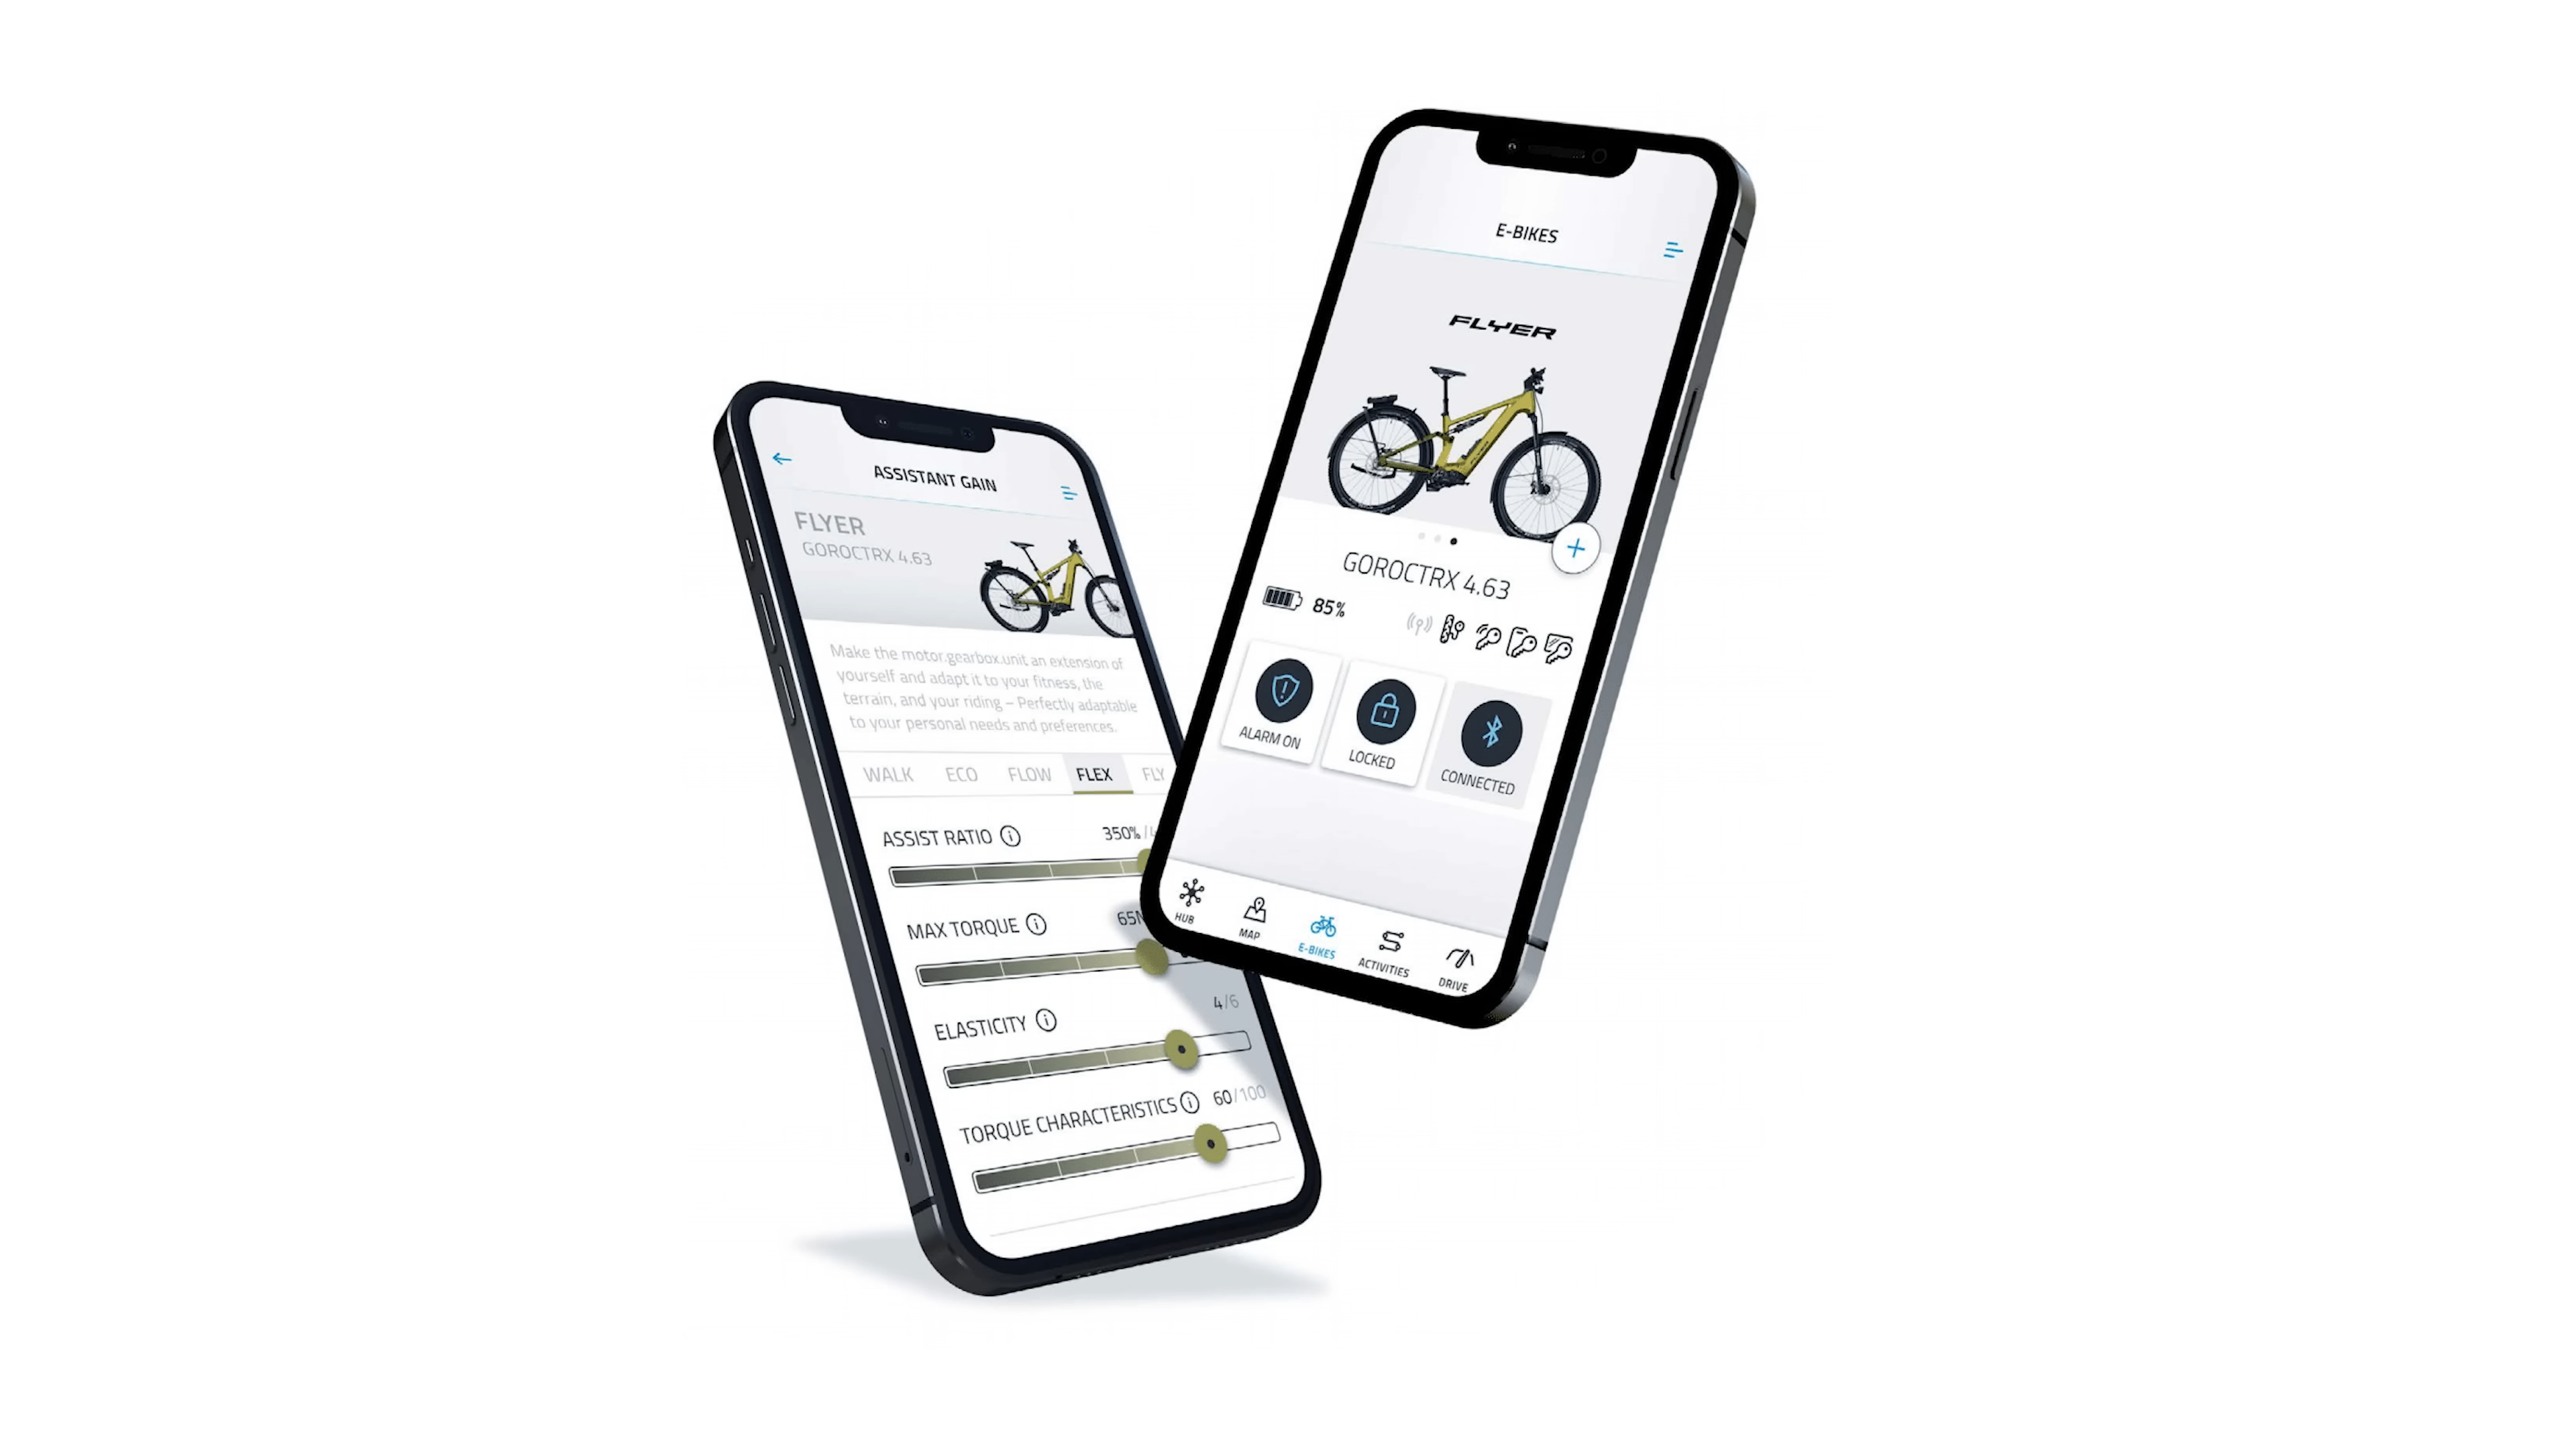 ASSISTANT GAIN
FLYER
GOROCTRX 4.63
Make the motor.gearbox.unit an extension of
yourself and adapt it to your fitness, the
terrain, and your riding – Perfectly adaptable
to your personal needs and preferences.
WALK ECO FLOW FLEX FLY
ASSIST RATIO 350%
MAX TORQUE 65
ELASTICITY 4/6
TORQUE CHARACTERISTICS 60/100
E-BIKES
FLYER
GOROCTRX 4.63
85%
ALARM ON LOCKED CONNECTED
HUB MAP E-BIKES ACTIVITIES DRIVE